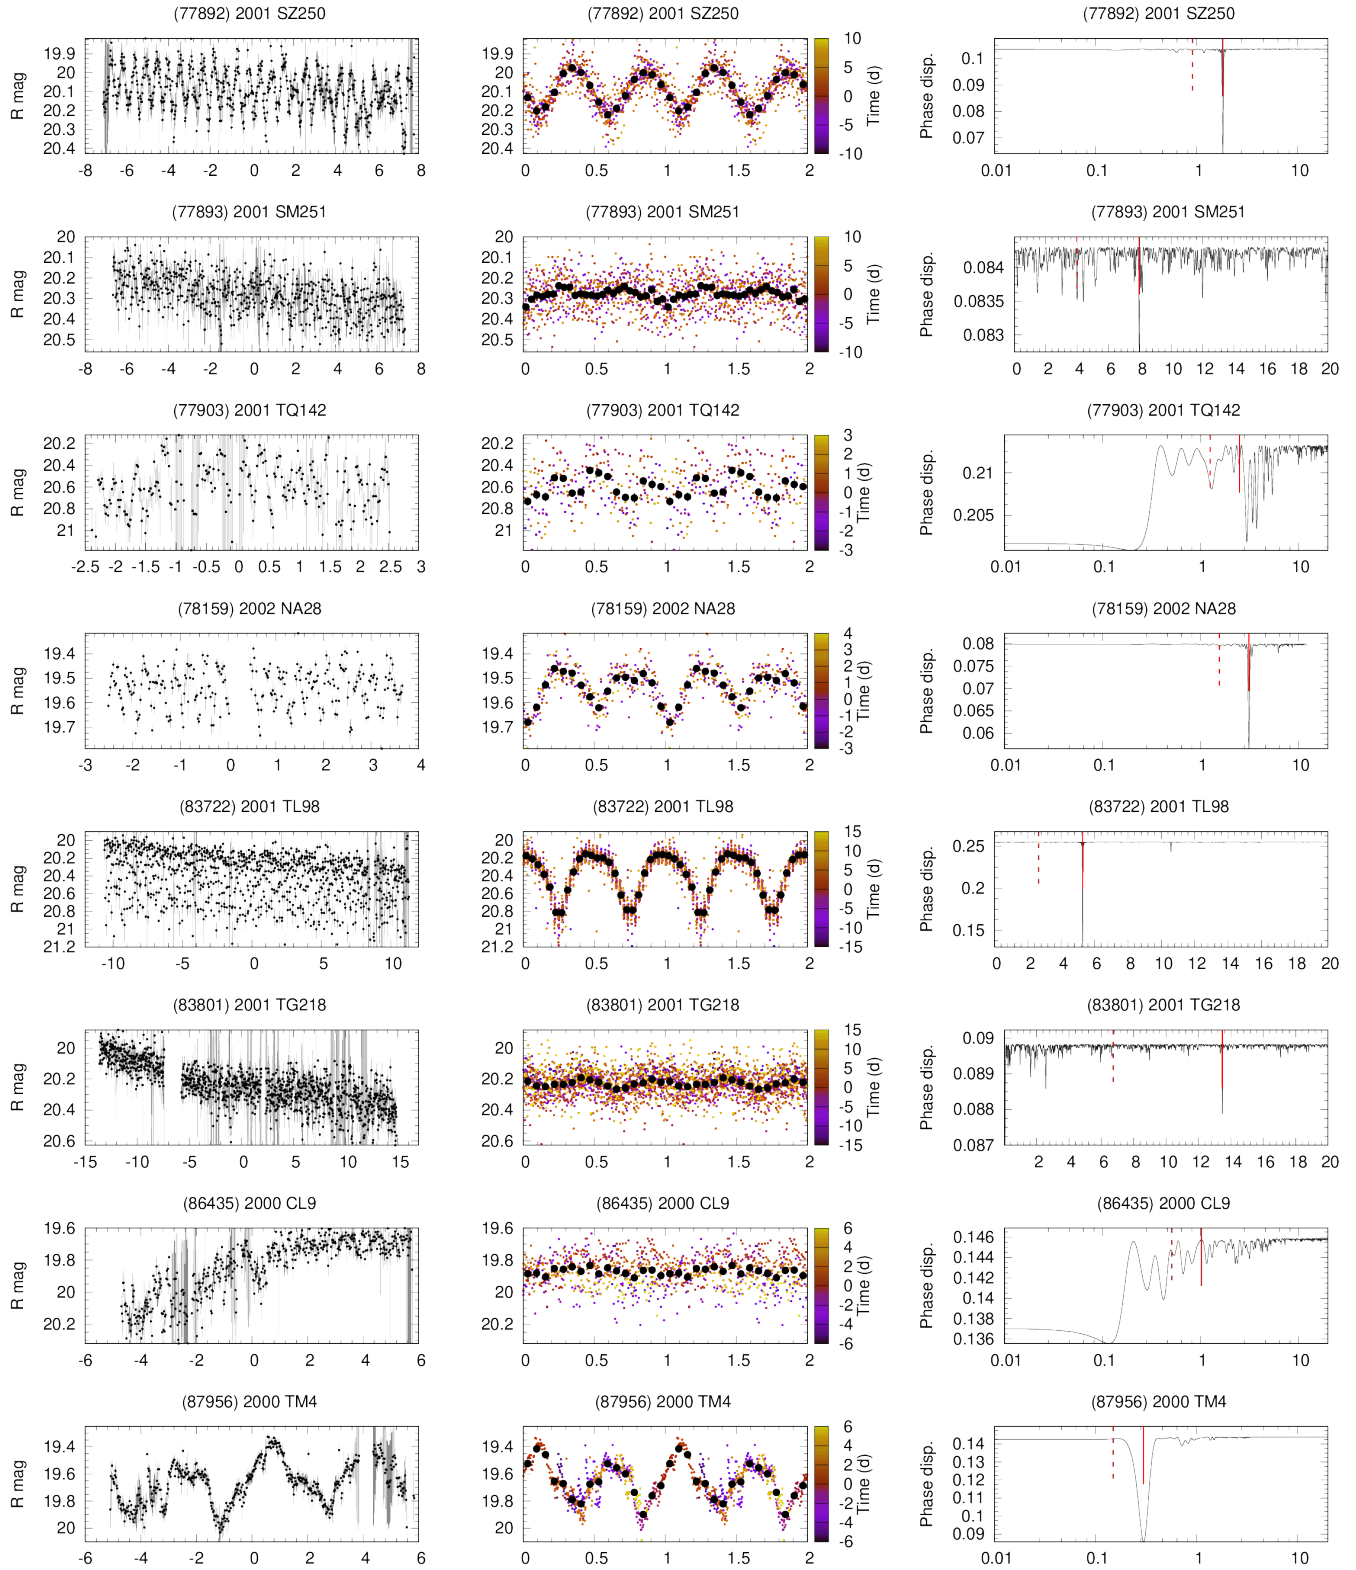 (77892) 2001 SZ250 (77892) 2001 SZ250 (77892) 2001 SZ250
R mag 19.9 20 20.1 20.2 20.3 20.4 10 5 0 -5 -10 Time (d) Phase disp. 0.1 0.09 0.08 0.07
19.9 20 20.1 20.2 20.3 20.4
-8 -6 -4 -2 0 2 4 6 8 0 0.5 1 1.5 2 0.01 0.1 1 10
(77893) 2001 SM251 (77893) 2001 SM251 (77893) 2001 SM251
R mag 20 20.1 20.2 20.3 20.4 20.5 10 5 0 -5 -10 Time (d) Phase disp. 0.084 0.0835 0.083
20 20.1 20.2 20.3 20.4 20.5
-8 -6 -4 -2 0 2 4 6 8 0 0.5 1 1.5 2 0 2 4 6 8 10 12 14 16 18 20
(77903) 2001 TQ142 (77903) 2001 TQ142 (77903) 2001 TQ142
R mag 20.2 20.4 20.6 20.8 21 3 2 1 0 -1 -2 -3 Time (d) Phase disp. 0.21 0.205
20.2 20.4 20.6 20.8 21
-2.5 -2 -1.5 -1 -0.5 0 0.5 1 1.5 2 2.5 3 0 0.5 1 1.5 2 0.01 0.1 1 10
(78159) 2002 NA28 (78159) 2002 NA28 (78159) 2002 NA28
R mag 19.4 19.5 19.6 19.7 4 3 2 1 0 -1 -2 -3 Time (d) Phase disp. 0.08 0.075 0.07 0.065 0.06
19.4 19.5 19.6 19.7
-3 -2 -1 0 1 2 3 4 0 0.5 1 1.5 2 0.01 0.1 1 10
(83722) 2001 TL98 (83722) 2001 TL98 (83722) 2001 TL98
R mag 20 20.2 20.4 20.6 20.8 21 21.2 15 10 5 0 -5 -10 -15 Time (d) Phase disp. 0.25 0.2 0.15
20 20.2 20.4 20.6 20.8 21 21.2
-10 -5 0 5 10 0 0.5 1 1.5 2 0 2 4 6 8 10 12 14 16 18 20
(83801) 2001 TG218 (83801) 2001 TG218 (83801) 2001 TG218
R mag 20 20.2 20.4 20.6 15 10 5 0 -5 -10 -15 Time (d) Phase disp. 0.09 0.089 0.088 0.087
20 20.2 20.4 20.6
-15 -10 -5 0 5 10 15 0 0.5 1 1.5 2 2 4 6 8 10 12 14 16 18 20
(86435) 2000 CL9 (86435) 2000 CL9 (86435) 2000 CL9
R mag 19.6 19.8 20 20.2 6 4 2 0 -2 -4 -6 Time (d) Phase disp. 0.146 0.144 0.142 0.14 0.138 0.136
19.6 19.8 20 20.2
-6 -4 -2 0 2 4 6 0 0.5 1 1.5 2 0.01 0.1 1 10
(87956) 2000 TM4 (87956) 2000 TM4 (87956) 2000 TM4
R mag 19.4 19.6 19.8 20 6 4 2 0 -2 -4 -6 Time (d) Phase disp. 0.14 0.13 0.12 0.11 0.1 0.09
19.4 19.6 19.8 20
-6 -4 -2 0 2 4 6 0 0.5 1 1.5 2 0.01 0.1 1 10